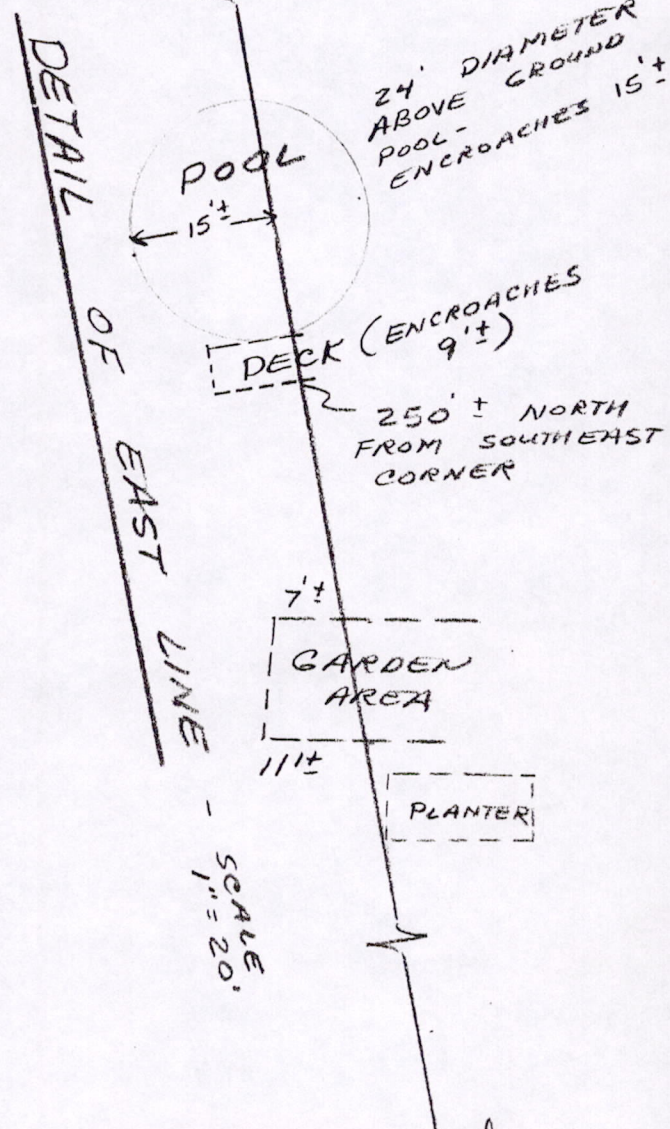 24' DIAMETER
ABOVE GROUND
POOL-
ENCROACHES 15'±
POOL
15'±
DECK (ENCROACHES
9'±)
250'± NORTH
FROM SOUTHEAST
CORNER
7'±
GARDEN
AREA
11'±
PLANTER
DETAIL OF EAST LINE - SCALE
1"=20'